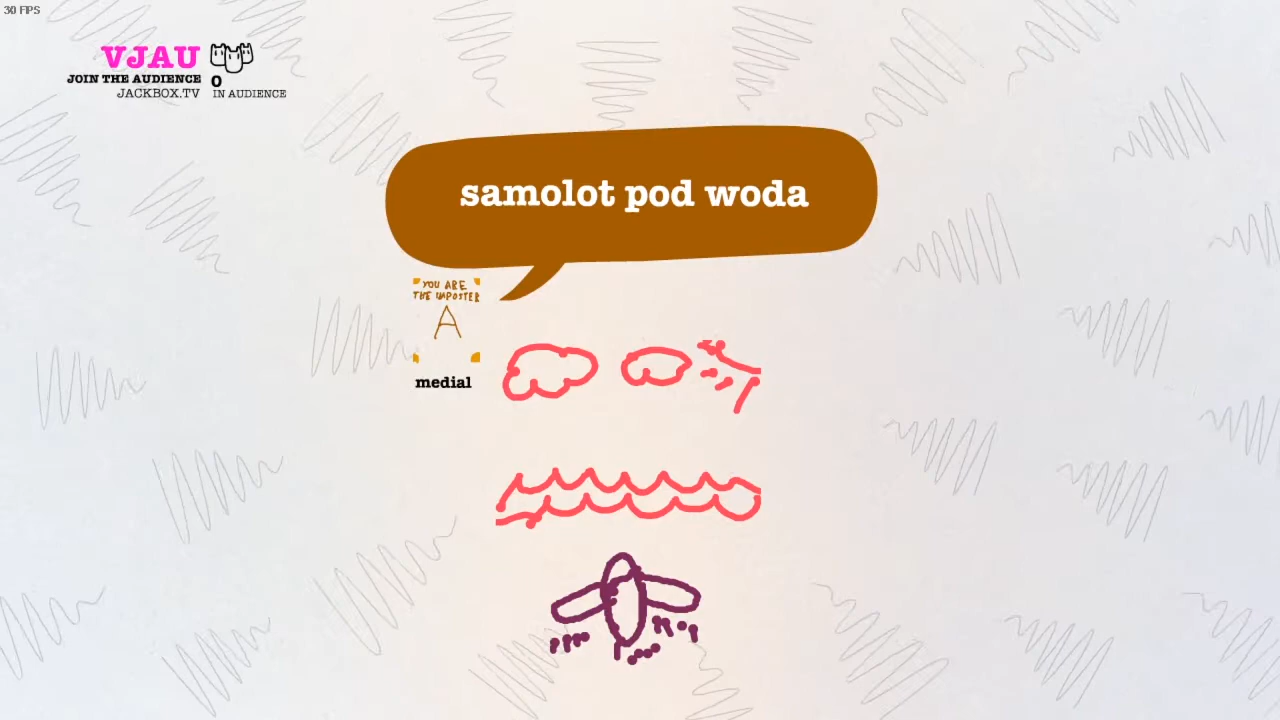 30 FPS
VJAU
JOIN THE AUDIENCE
JACKBOX.TV
0
IN AUDIENCE
samolot pod woda
YOU ARE
THE IMPOSTER
A
medial